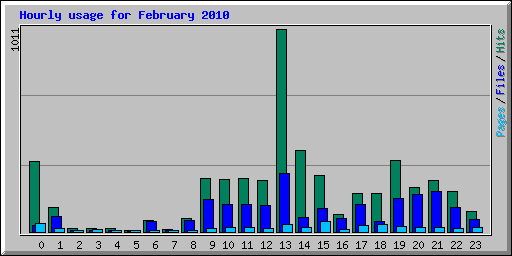 Hourly usage for February 2010
1011
Pages / Files / Hits
0 1 2 3 4 5 6 7 8 9 10 11 12 13 14 15 16 17 18 19 20 21 22 23